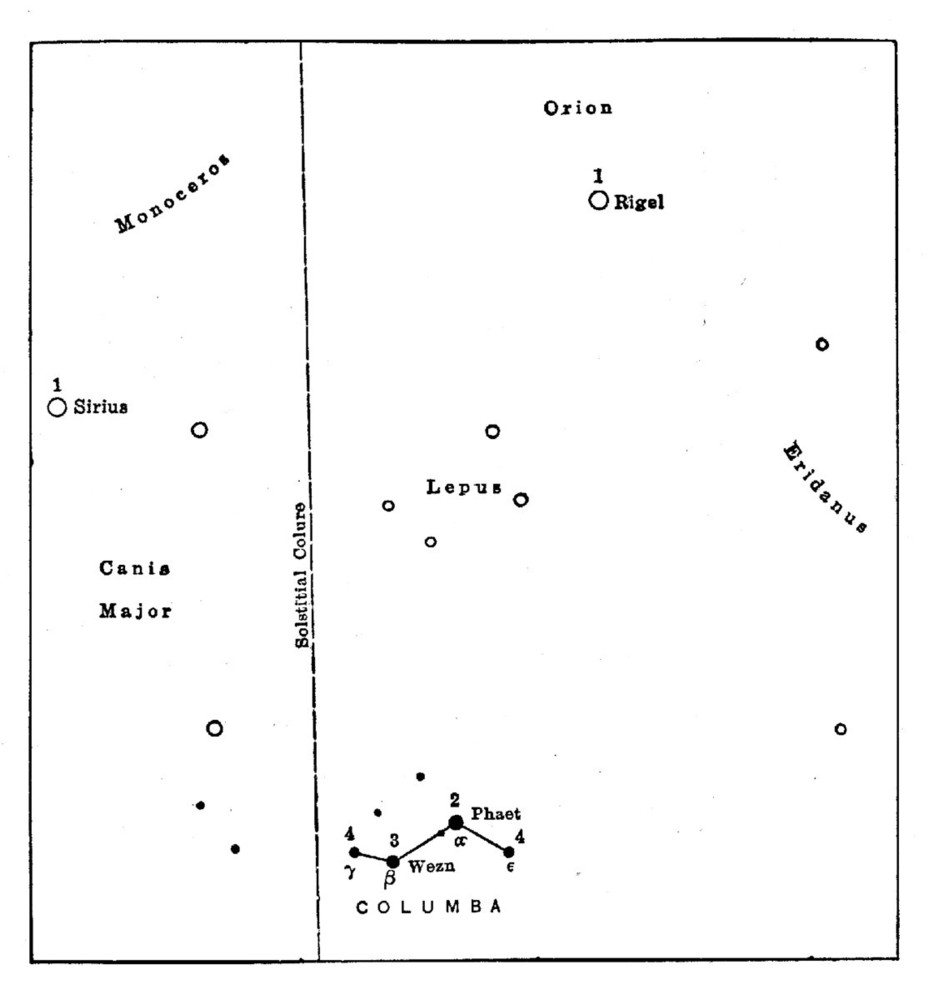 Orion
Monoceros
1
Rigel
1
Sirius
Lepus
Eridanus
Solstitial Colure
Canis
Major
2
Phaet
α
4
γ
3
Wezn
β
4
ϵ
COLUMBA